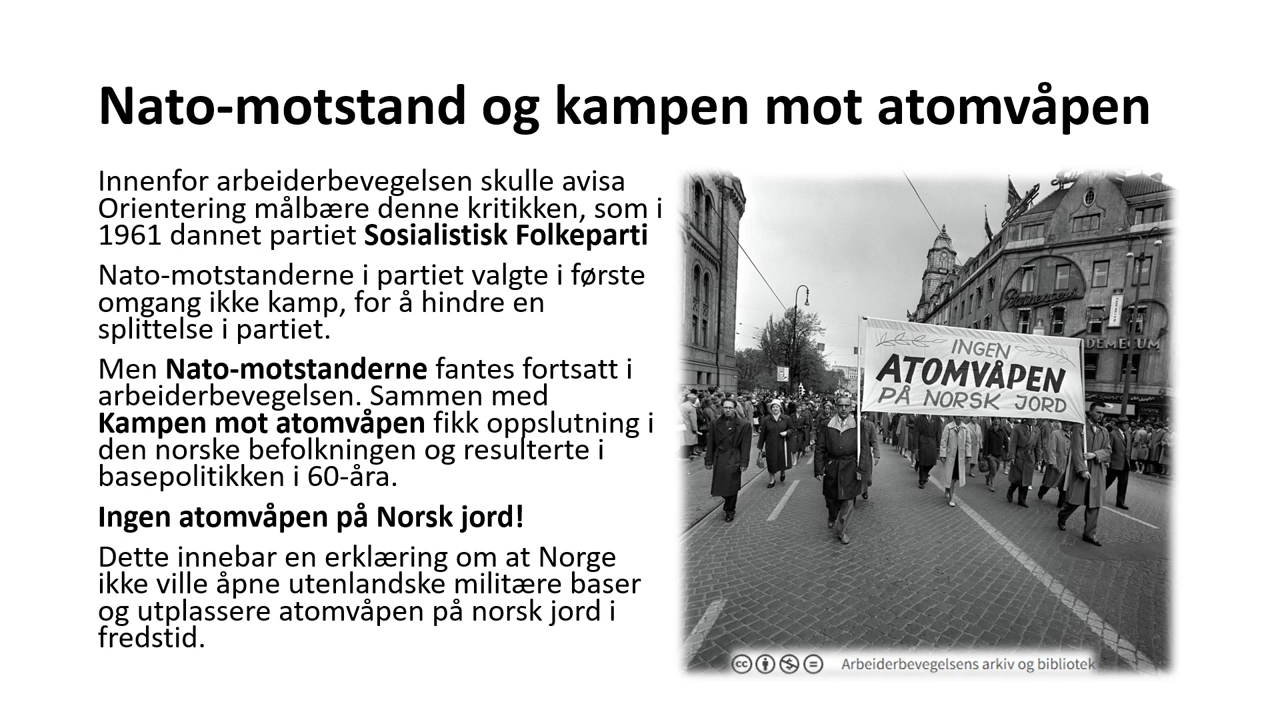 Nato-motstand og kampen mot atomvåpen
Innenfor arbeiderbevegelsen skulle avisa
Orientering målbære denne kritikken, som i
1961 dannet partiet Sosialistisk Folkeparti
Nato-motstanderne i partiet valgte i første
omgang ikke kamp, for å hindre en
splittelse i partiet.
Men Nato-motstanderne fantes fortsatt i
arbeiderbevegelsen. Sammen med
Kampen mot atomvåpen fikk oppslutning i
den norske befolkningen og resulterte i
basepolitikken i 60-åra.
Ingen atomvåpen på Norsk jord!
Dette innebar en erklæring om at Norge
ikke ville åpne utenlandske militære baser
og utplassere atomvåpen på norsk jord i
fredstid.
INGEN
ATOMVÅPEN
PÅ NORSK JORD
Arbeiderbevegelsens arkiv og bibliotek